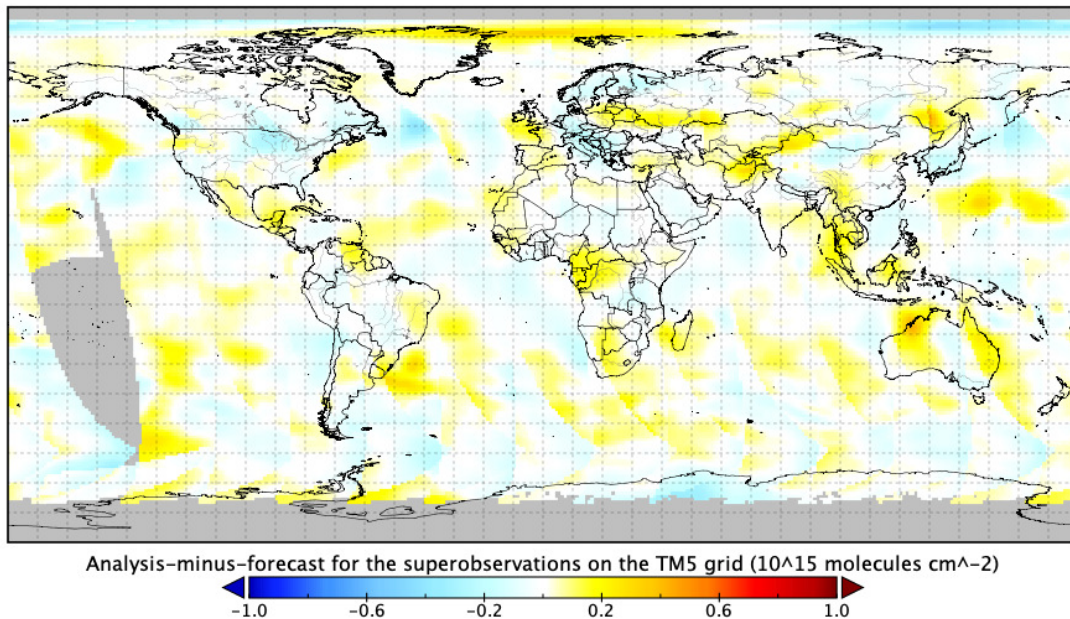 Analysis-minus-forecast for the superobservations on the TM5 grid (10^15 molecules cm^-2)
-1.0 -0.6 -0.2 0.2 0.6 1.0